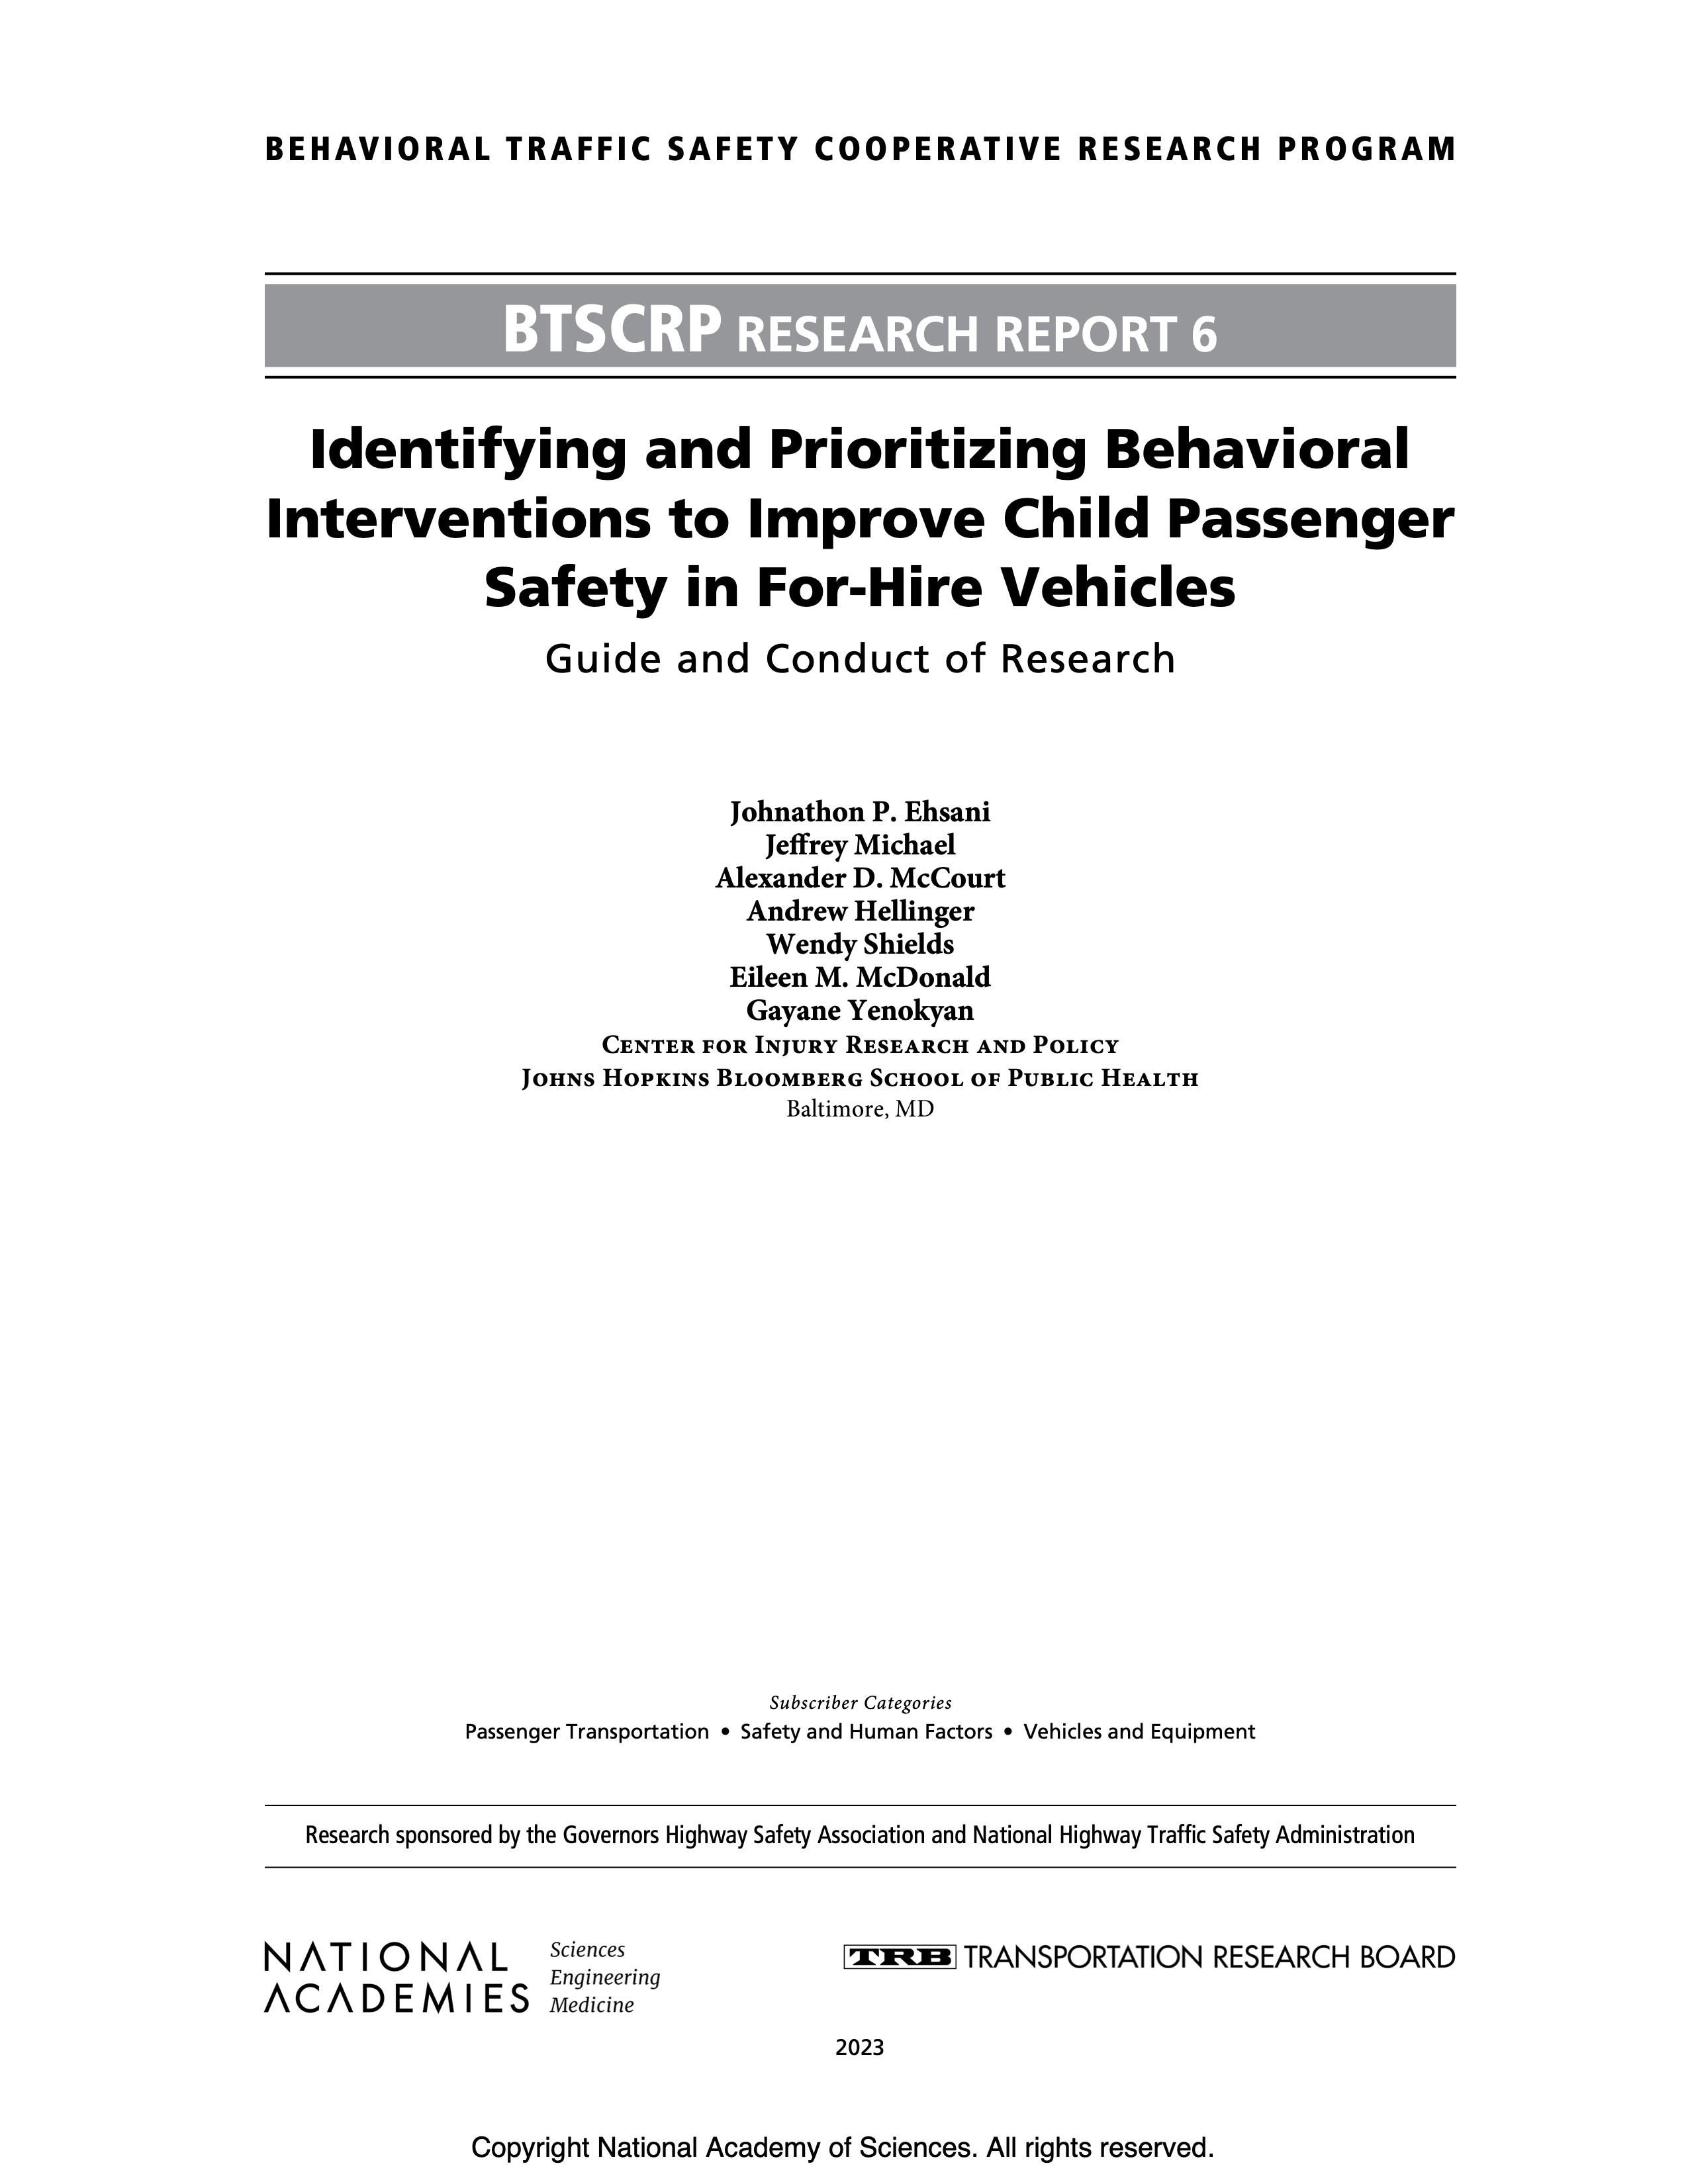 BEHAVIORAL TRAFFIC SAFETY COOPERATIVE RESEARCH PROGRAM
BTSCRP RESEARCH REPORT 6
Identifying and Prioritizing Behavioral
Interventions to Improve Child Passenger
Safety in For-Hire Vehicles
Guide and Conduct of Research
Johnathon P. Ehsani
Jeffrey Michael
Alexander D. McCourt
Andrew Hellinger
Wendy Shields
Eileen M. McDonald
Gayane Yenokyan
Center for Injury Research and Policy
Johns Hopkins Bloomberg School of Public Health
Baltimore, MD
Subscriber Categories
Passenger Transportation • Safety and Human Factors • Vehicles and Equipment
Research sponsored by the Governors Highway Safety Association and National Highway Traffic Safety Administration
NATIONAL
ACADEMIES
Sciences
Engineering
Medicine
TRB TRANSPORTATION RESEARCH BOARD
2023
Copyright National Academy of Sciences. All rights reserved.